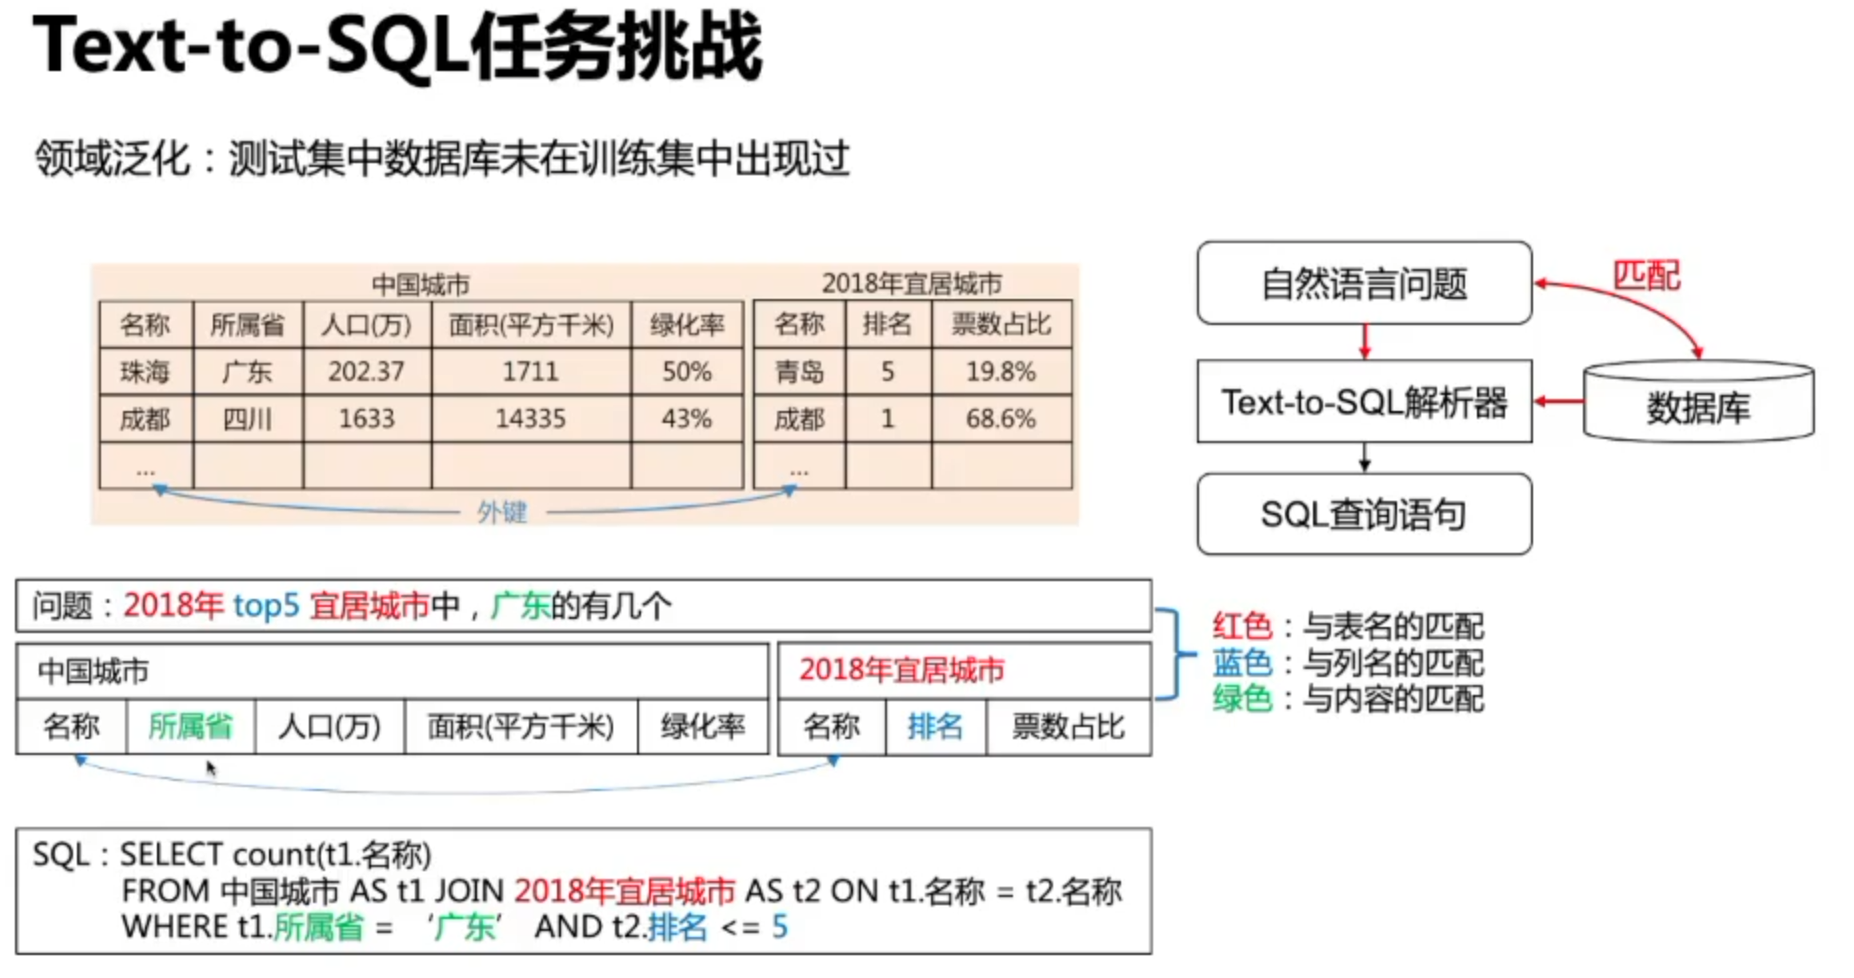 Text-to-SQL任务挑战
领域泛化：测试集中数据库未在训练集中出现过
中国城市
名称 所属省 人口(万) 面积(平方千米) 绿化率
珠海 广东 202.37 1711 50%
成都 四川 1633 14335 43%
...
2018年宜居城市
名称 排名 票数占比
青岛 5 19.8%
成都 1 68.6%
...
外键
自然语言问题
匹配
Text-to-SQL解析器
数据库
SQL查询语句
问题：2018年 top5 宜居城市中，广东的有几个
中国城市
名称 所属省 人口(万) 面积(平方千米) 绿化率
2018年宜居城市
名称 排名 票数占比
红色：与表名的匹配
蓝色：与列名的匹配
绿色：与内容的匹配
SQL：SELECT count(t1.名称)
FROM 中国城市 AS t1 JOIN 2018年宜居城市 AS t2 ON t1.名称 = t2.名称
WHERE t1.所属省 = ‘广东’ AND t2.排名 <= 5